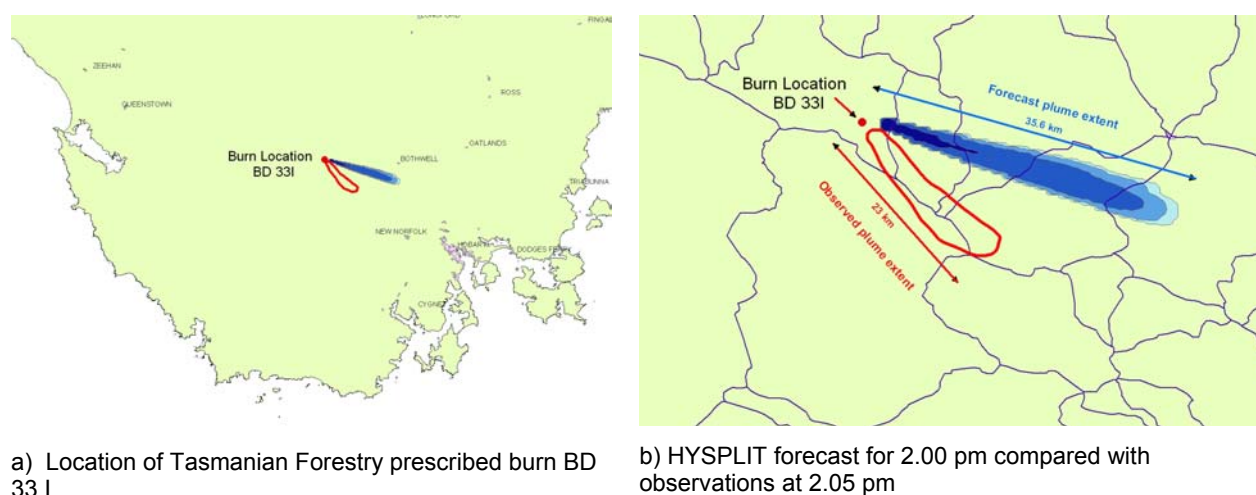 FINGAL
ZEEHAN
ROSS
QUEENSTOWN
OATLANDS
Burn Location
BD 33I
BOTHWELL
NEW NORFOLK
DODGES FERRY
Burn Location
BD 33I
Forecast plume extent
35.6 km
Observed plume extent
23 km
a) Location of Tasmanian Forestry prescribed burn BD
33 I
b) HYSPLIT forecast for 2.00 pm compared with
observations at 2.05 pm